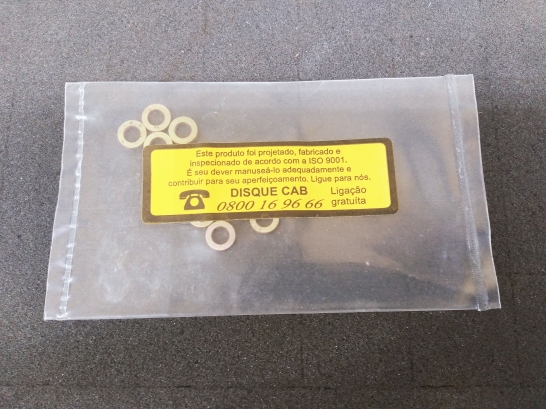 Este produto foi projetado, fabricado e
inspecionado de acordo com a ISO 9001.
É seu dever manuseá-lo adequadamente e
contribuir para seu aperfeiçoamento. Ligue para nós.
DISQUE CAB Ligação
0800 16 96 66 gratuíta